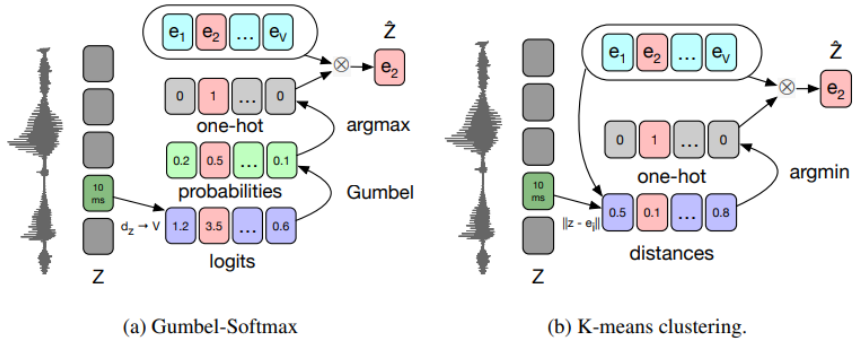 e1 e2 ... eV
Ẑ
e2
0 1 ... 0
one-hot
argmax
0.2 0.5 ... 0.1
probabilities
Gumbel
10 ms
dz → V
1.2 3.5 ... 0.6
logits
Z
(a) Gumbel-Softmax
e1 e2 ... eV
Ẑ
e2
0 1 ... 0
one-hot
argmin
10 ms
||z - ei||
0.5 0.1 ... 0.8
distances
Z
(b) K-means clustering.